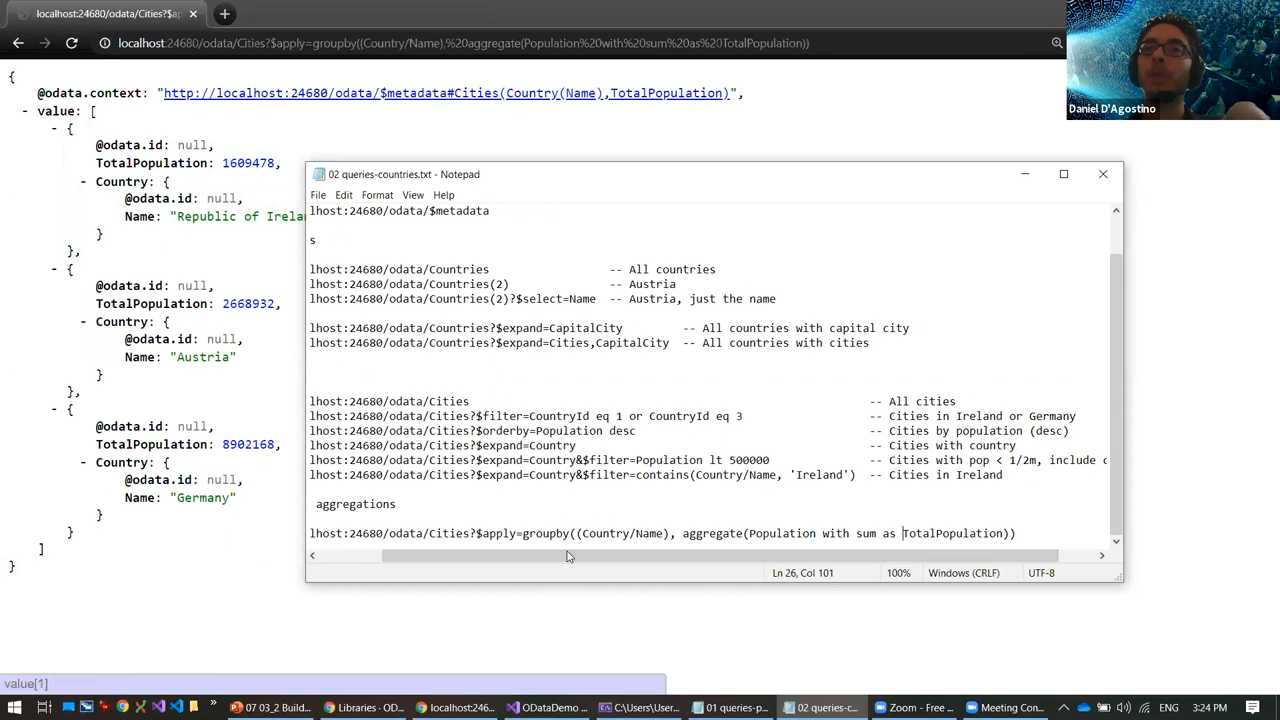 localhost:24680/odata/Cities?$a
localhost:24680/odata/Cities?$apply=groupby((Country/Name),%20aggregate(Population%20with%20sum%20as%20TotalPopulation))
Daniel D'Agostino
{
@odata.context: "http://localhost:24680/odata/$metadata#Cities(Country(Name),TotalPopulation)",
- value: [
- {
@odata.id: null,
TotalPopulation: 1609478,
- Country: {
@odata.id: null,
Name: "Republic of Irela
}
},
- {
@odata.id: null,
TotalPopulation: 2668932,
- Country: {
@odata.id: null,
Name: "Austria"
}
},
- {
@odata.id: null,
TotalPopulation: 8902168,
- Country: {
@odata.id: null,
Name: "Germany"
}
}
]
}
02 queries-countries.txt - Notepad
File Edit Format View Help
lhost:24680/odata/$metadata
s
lhost:24680/odata/Countries -- All countries
lhost:24680/odata/Countries(2) -- Austria
lhost:24680/odata/Countries(2)?$select=Name -- Austria, just the name
lhost:24680/odata/Countries?$expand=CapitalCity -- All countries with capital city
lhost:24680/odata/Countries?$expand=Cities,CapitalCity -- All countries with cities
lhost:24680/odata/Cities -- All cities
lhost:24680/odata/Cities?$filter=CountryId eq 1 or CountryId eq 3 -- Cities in Ireland or Germany
lhost:24680/odata/Cities?$orderby=Population desc -- Cities by population (desc)
lhost:24680/odata/Cities?$expand=Country -- Cities with country
lhost:24680/odata/Cities?$expand=Country&$filter=Population lt 500000 -- Cities with pop < 1/2m, include c
lhost:24680/odata/Cities?$expand=Country&$filter=contains(Country/Name, 'Ireland') -- Cities in Ireland
aggregations
lhost:24680/odata/Cities?$apply=groupby((Country/Name), aggregate(Population with sum as TotalPopulation))
Ln 26, Col 101 100% Windows (CRLF) UTF-8
value[1]
07 03_2 Build... Libraries - OD... localhost:246... ODataDemo ... C:\Users\User... 01 queries-p... 02 queries-c... Zoom - Free ... Meeting Con... 3:24 PM